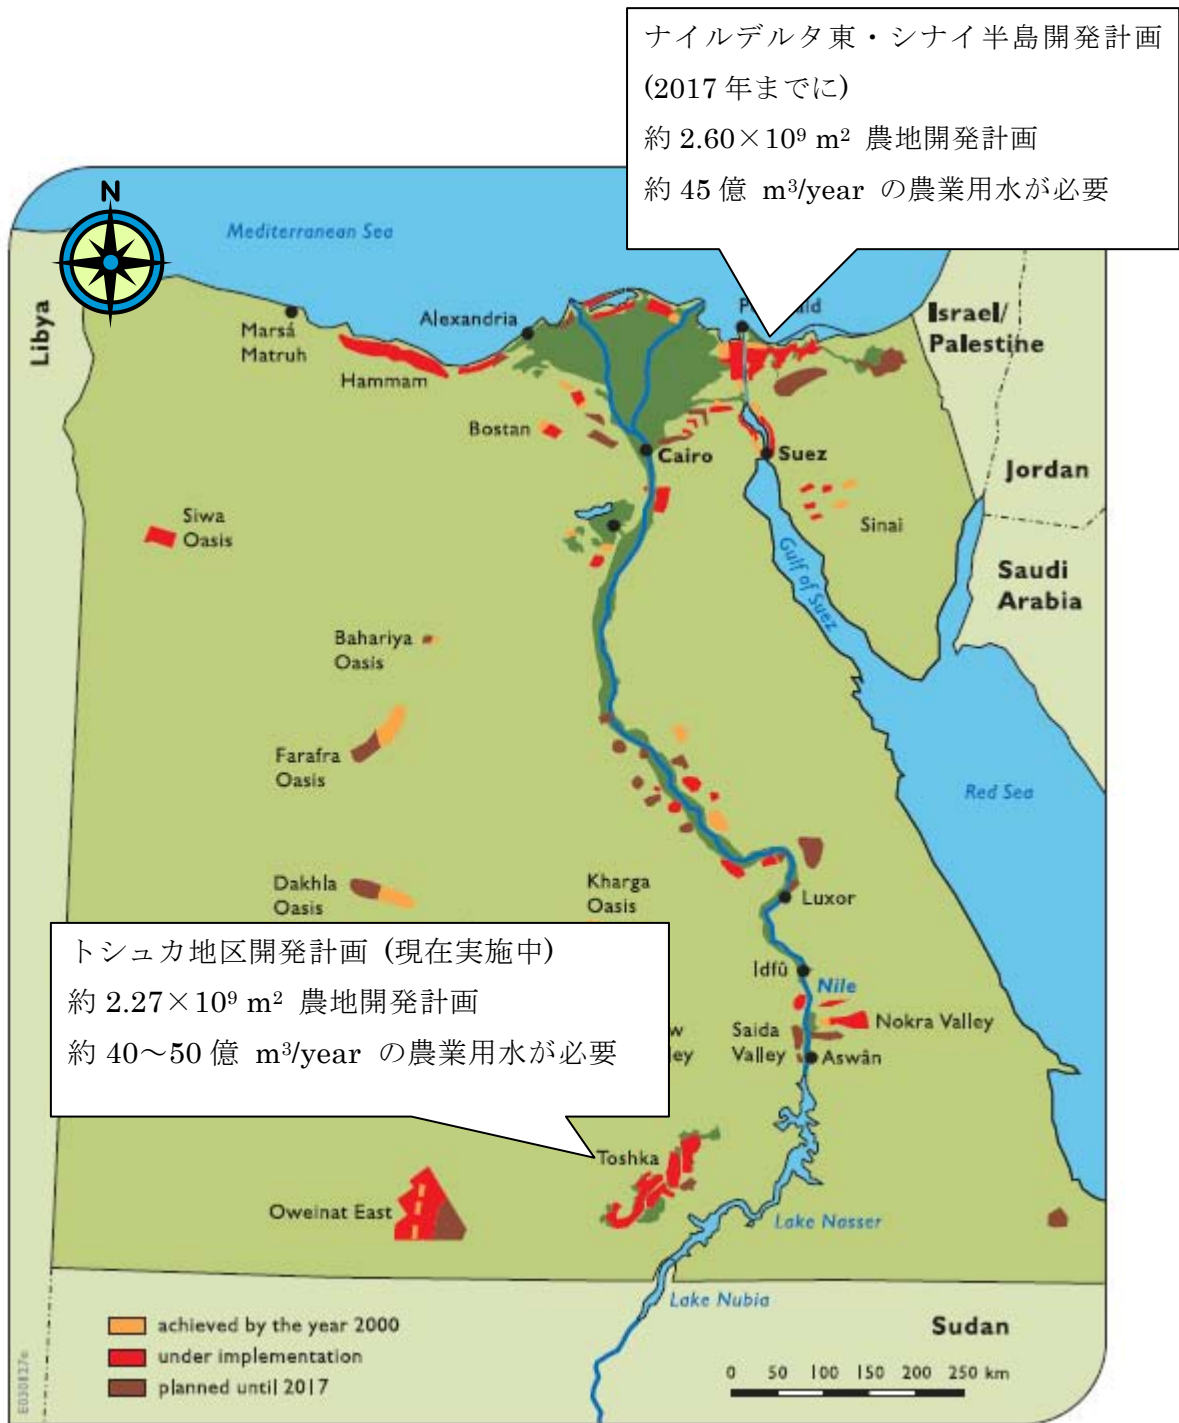 ナイルデルタ東・シナイ半島開発計画
(2017 年までに)
約 2.60×10⁹ m² 農地開発計画
約 45 億 m³/year の農業用水が必要
N
Mediterranean Sea
Libya
Marsá
Matruh
Alexandria
Hammam
Israel/
Palestine
Bostan
Cairo
Suez
Jordan
Siwa
Oasis
Sinai
Gulf of Suez
Saudi
Arabia
Bahariya
Oasis
Farafra
Oasis
Red Sea
Dakhla
Oasis
Kharga
Oasis
Luxor
トシュカ地区開発計画 (現在実施中)
約 2.27×10⁹ m² 農地開発計画
約 40～50 億 m³/year の農業用水が必要
Idfû
Nile
Saida
Valley
Nokra Valley
Aswân
Toshka
Oweinat East
Lake Nasser
Lake Nubia
Sudan
achieved by the year 2000
under implementation
planned until 2017
0 50 100 150 200 250 km
E030827e